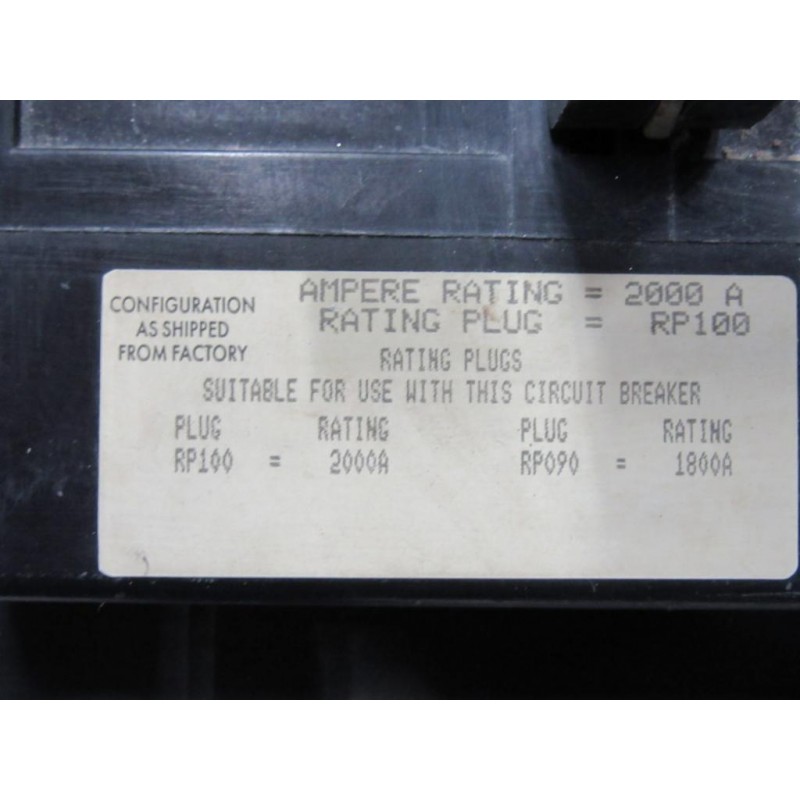 CONFIGURATION
AS SHIPPED
FROM FACTORY
AMPERE RATING = 2000 A
RATING PLUG = RP100
RATING PLUGS
SUITABLE FOR USE WITH THIS CIRCUIT BREAKER
PLUG RATING PLUG RATING
RP100 = 2000A RP090 = 1800A